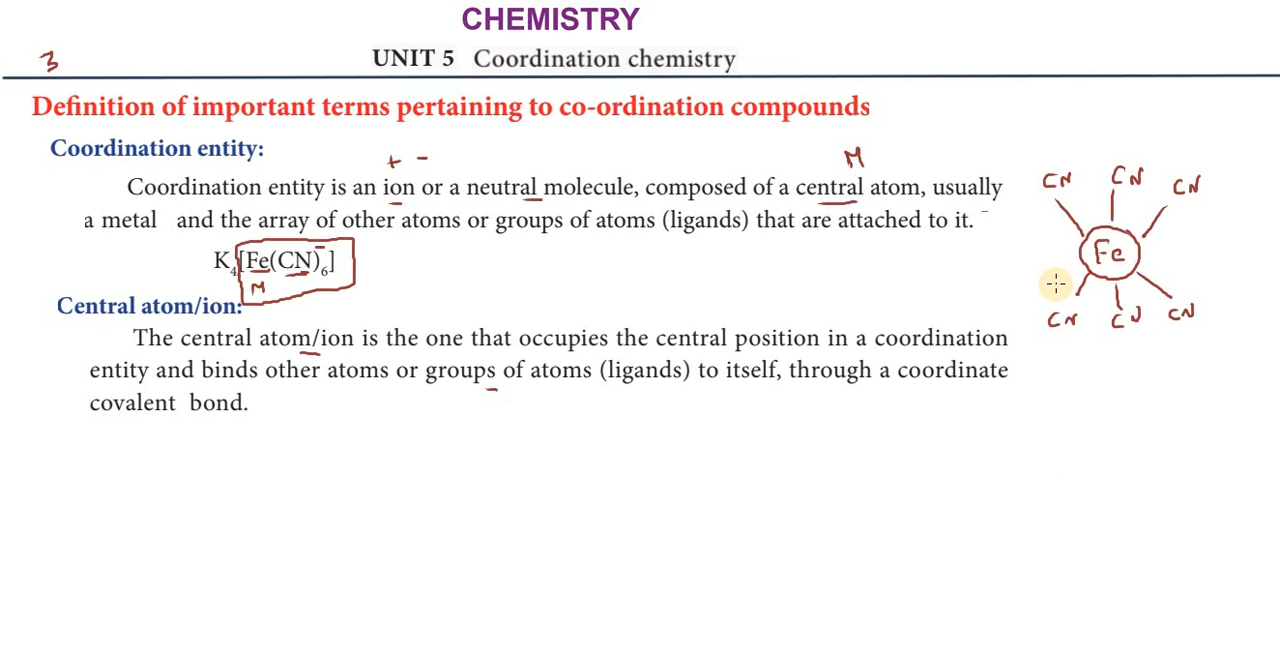 CHEMISTRY
3
UNIT 5 Coordination chemistry
Definition of important terms pertaining to co-ordination compounds
Coordination entity:
+ -
M
Coordination entity is an ion or a neutral molecule, composed of a central atom, usually
a metal and the array of other atoms or groups of atoms (ligands) that are attached to it.
K4[Fe(CN)6]
M
CN CN CN
Fe
CN CN CN
Central atom/ion:
The central atom/ion is the one that occupies the central position in a coordination
entity and binds other atoms or groups of atoms (ligands) to itself, through a coordinate
covalent bond.